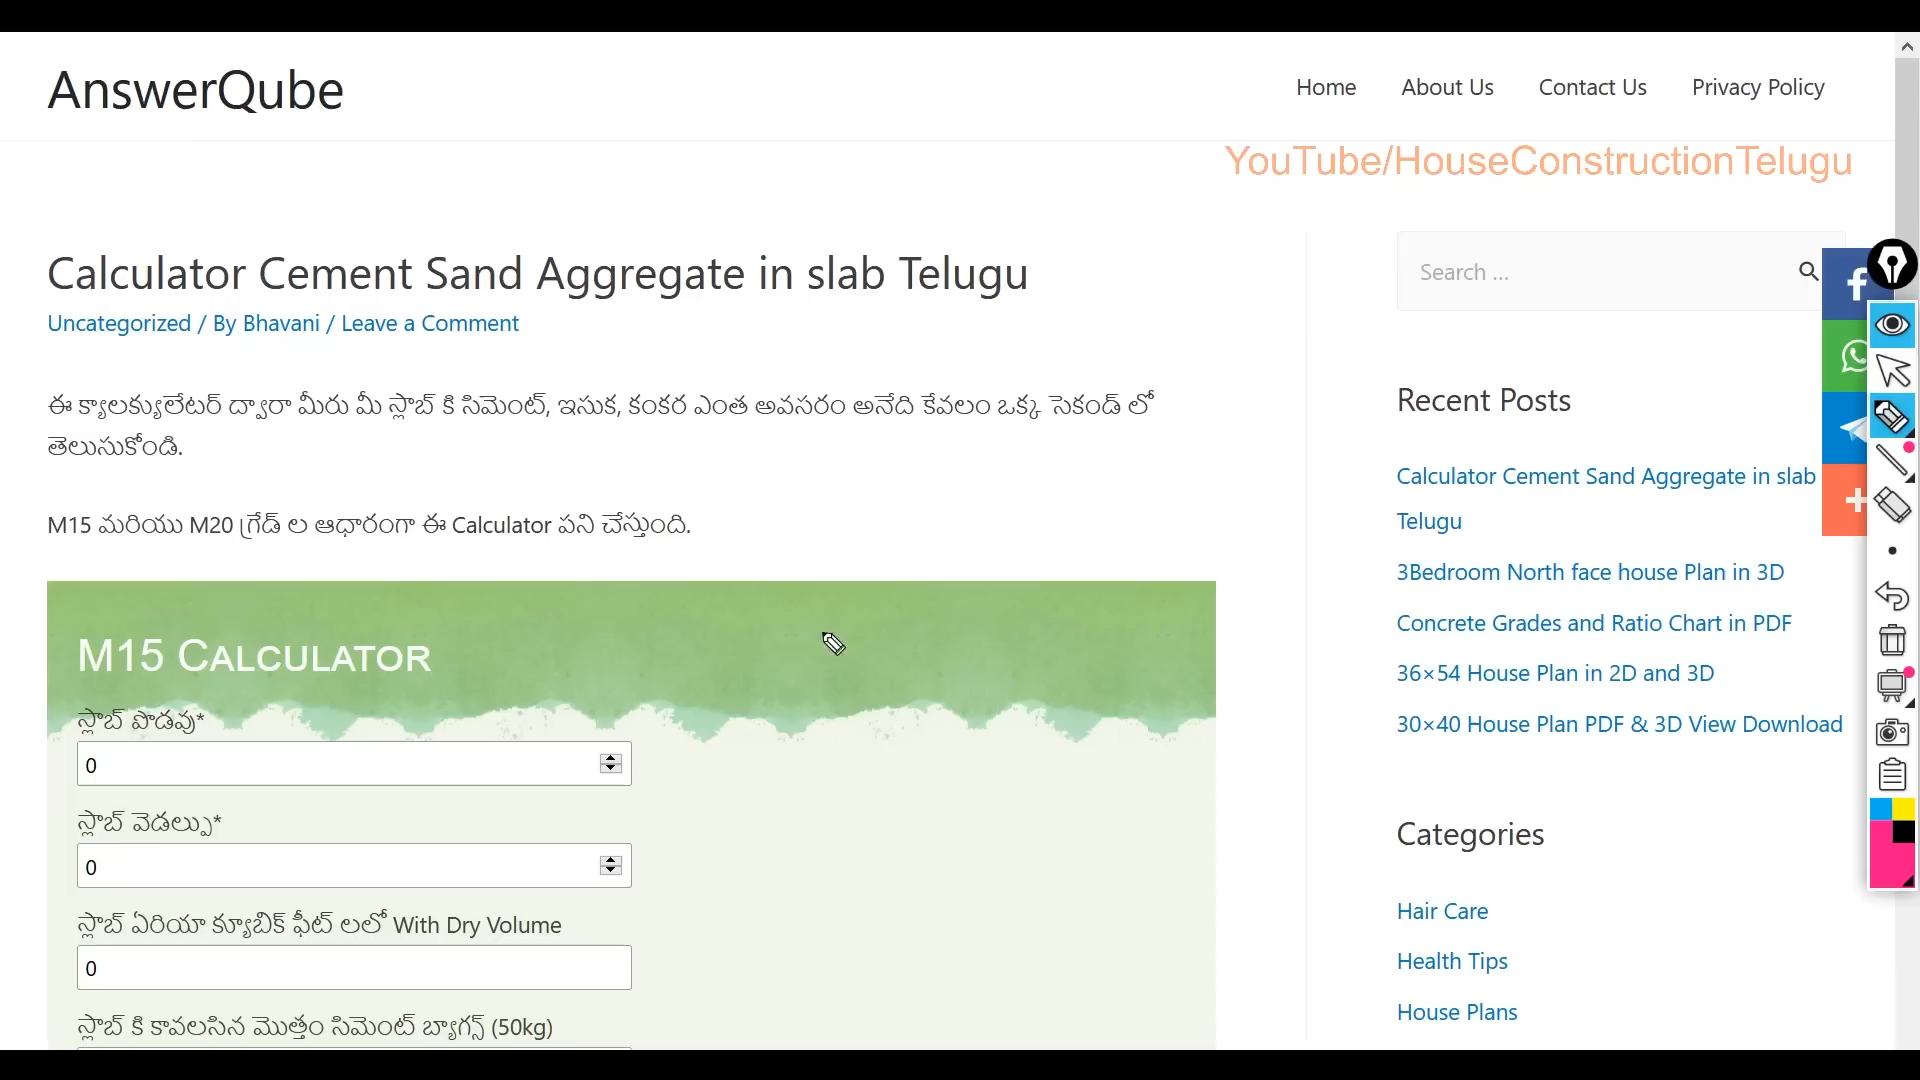 AnswerQube
Home
About Us
Contact Us
Privacy Policy
YouTube/HouseConstructionTelugu
Calculator Cement Sand Aggregate in slab Telugu
Uncategorized / By Bhavani / Leave a Comment
ఈ క్యాలక్యులేటర్ ద్వారా మీరు మీ స్లాబ్ కి సిమెంట్, ఇసుక, కంకర ఎంత అవసరం అనేది కేవలం ఒక్క సెకండ్ లో
తెలుసుకోండి.
M15 మరియు M20 గ్రేడ్ ల ఆధారంగా ఈ Calculator పని చేస్తుంది.
M15 Calculator
స్లాబ్ పొడవు*
0
స్లాబ్ వెడల్పు*
0
స్లాబ్ ఏరియా క్యూబిక్ ఫీట్ లలో With Dry Volume
0
స్లాబ్ కి కావలసిన మొత్తం సిమెంట్ బ్యాగన్స్ (50kg)
Search ...
Recent Posts
Calculator Cement Sand Aggregate in slab
Telugu
3Bedroom North face house Plan in 3D
Concrete Grades and Ratio Chart in PDF
36×54 House Plan in 2D and 3D
30×40 House Plan PDF & 3D View Download
Categories
Hair Care
Health Tips
House Plans